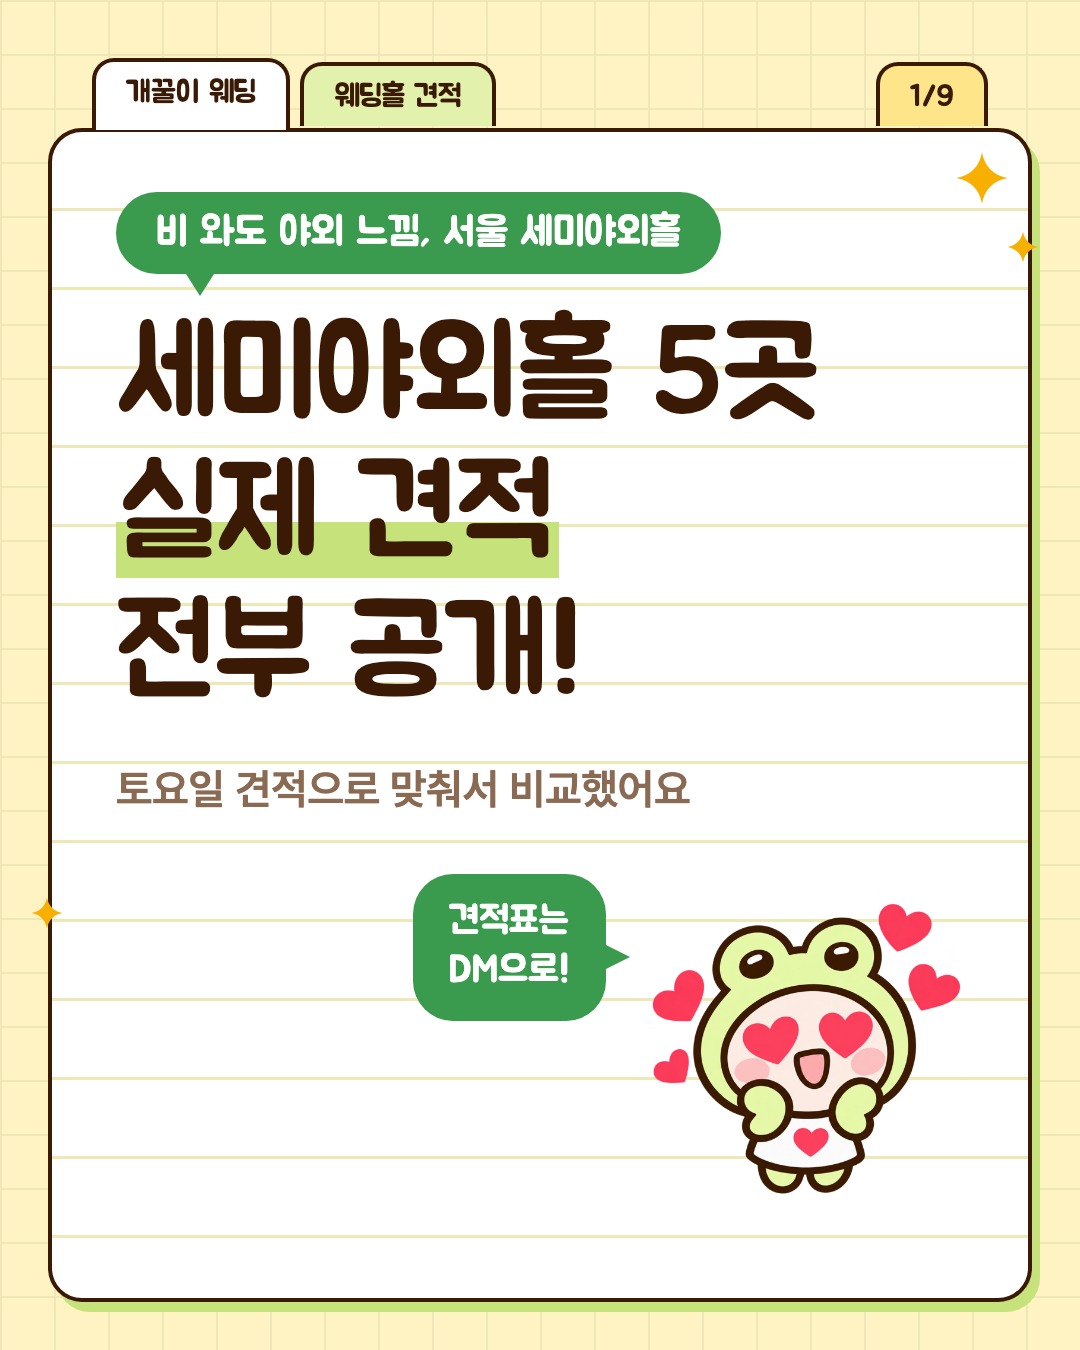 개꿀이 웨딩
웨딩홀 견적
1/9
비 와도 야외 느낌, 서울 세미야외홀
세미야외홀 5곳
실제 견적
전부 공개!
토요일 견적으로 맞춰서 비교했어요
견적표는
DM으로!